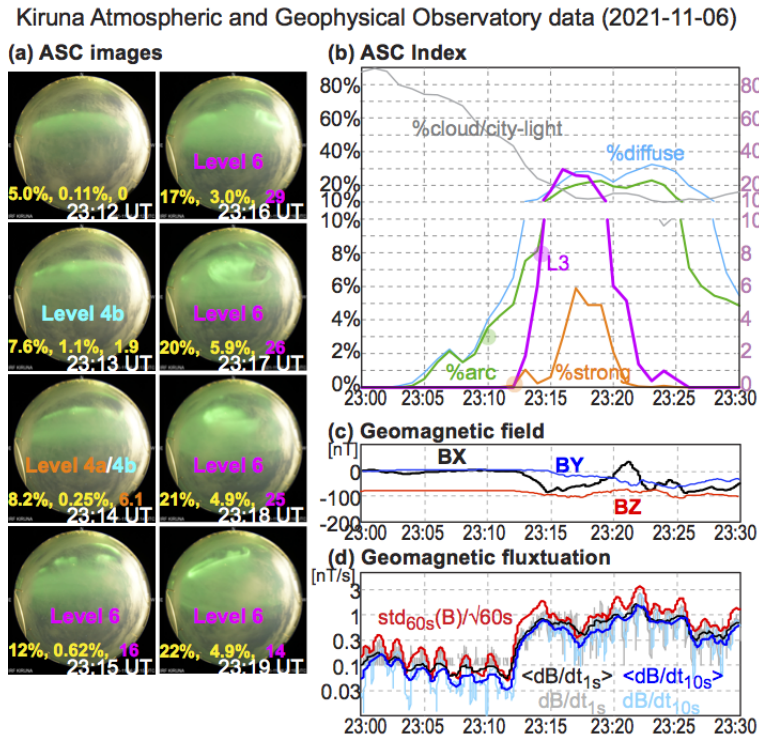 Kiruna Atmospheric and Geophysical Observatory data (2021-11-06)
(a) ASC images
5.0%, 0.11%, 0
23:12 UT
Level 6
17%, 3.0%, 29
23:16 UT
Level 4b
7.6%, 1.1%, 1.9
23:13 UT
Level 6
20%, 5.9%, 26
23:17 UT
Level 4a/4b
8.2%, 0.25%, 6.1
23:14 UT
Level 6
21%, 4.9%, 25
23:18 UT
Level 6
12%, 0.62%, 16
23:15 UT
Level 6
22%, 4.9%, 14
23:19 UT
(b) ASC Index
80%
60%
40%
20%
10%
10%
8%
6%
4%
2%
0%
%cloud/city-light
%diffuse
L3
%arc
%strong
80
60
40
20
10
8
6
4
2
0
23:00 23:05 23:10 23:15 23:20 23:25 23:30
(c) Geomagnetic field
[nT]
0
-100
-200
BX
BY
BZ
23:00 23:05 23:10 23:15 23:20 23:25 23:30
(d) Geomagnetic fluxtuation
[nT/s]
3
1
0.3
0.1
0.03
std60s(B)/√60s
<dB/dt1s> <dB/dt10s>
dB/dt1s dB/dt10s
23:00 23:05 23:10 23:15 23:20 23:25 23:30